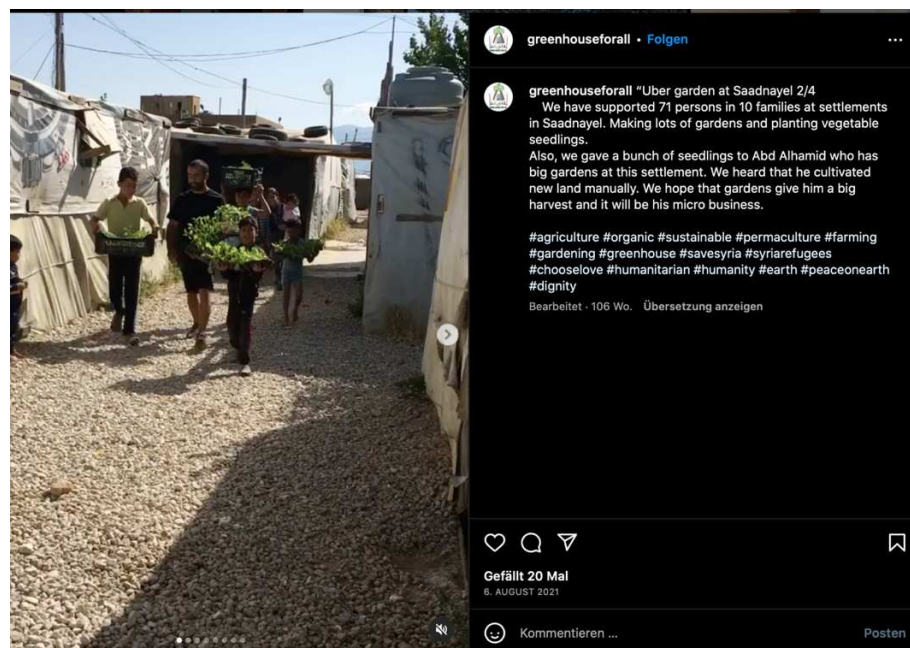 greenhouseforall • Folgen
greenhouseforall "Uber garden at Saadnayel 2/4
We have supported 71 persons in 10 families at settlements
in Saadnayel. Making lots of gardens and planting vegetable
seedlings.
Also, we gave a bunch of seedlings to Abd Alhamid who has
big gardens at this settlement. We heard that he cultivated
new land manually. We hope that gardens give him a big
harvest and it will be his micro business.
#agriculture #organic #sustainable #permaculture #farming
#gardening #greenhouse #savesyria #syriarefugees
#chooselove #humanitarian #humanity #earth #peaceonearth
#dignity
Bearbeitet · 106 Wo. Übersetzung anzeigen
Gefällt 20 Mal
6. AUGUST 2021
Kommentieren ...
Posten